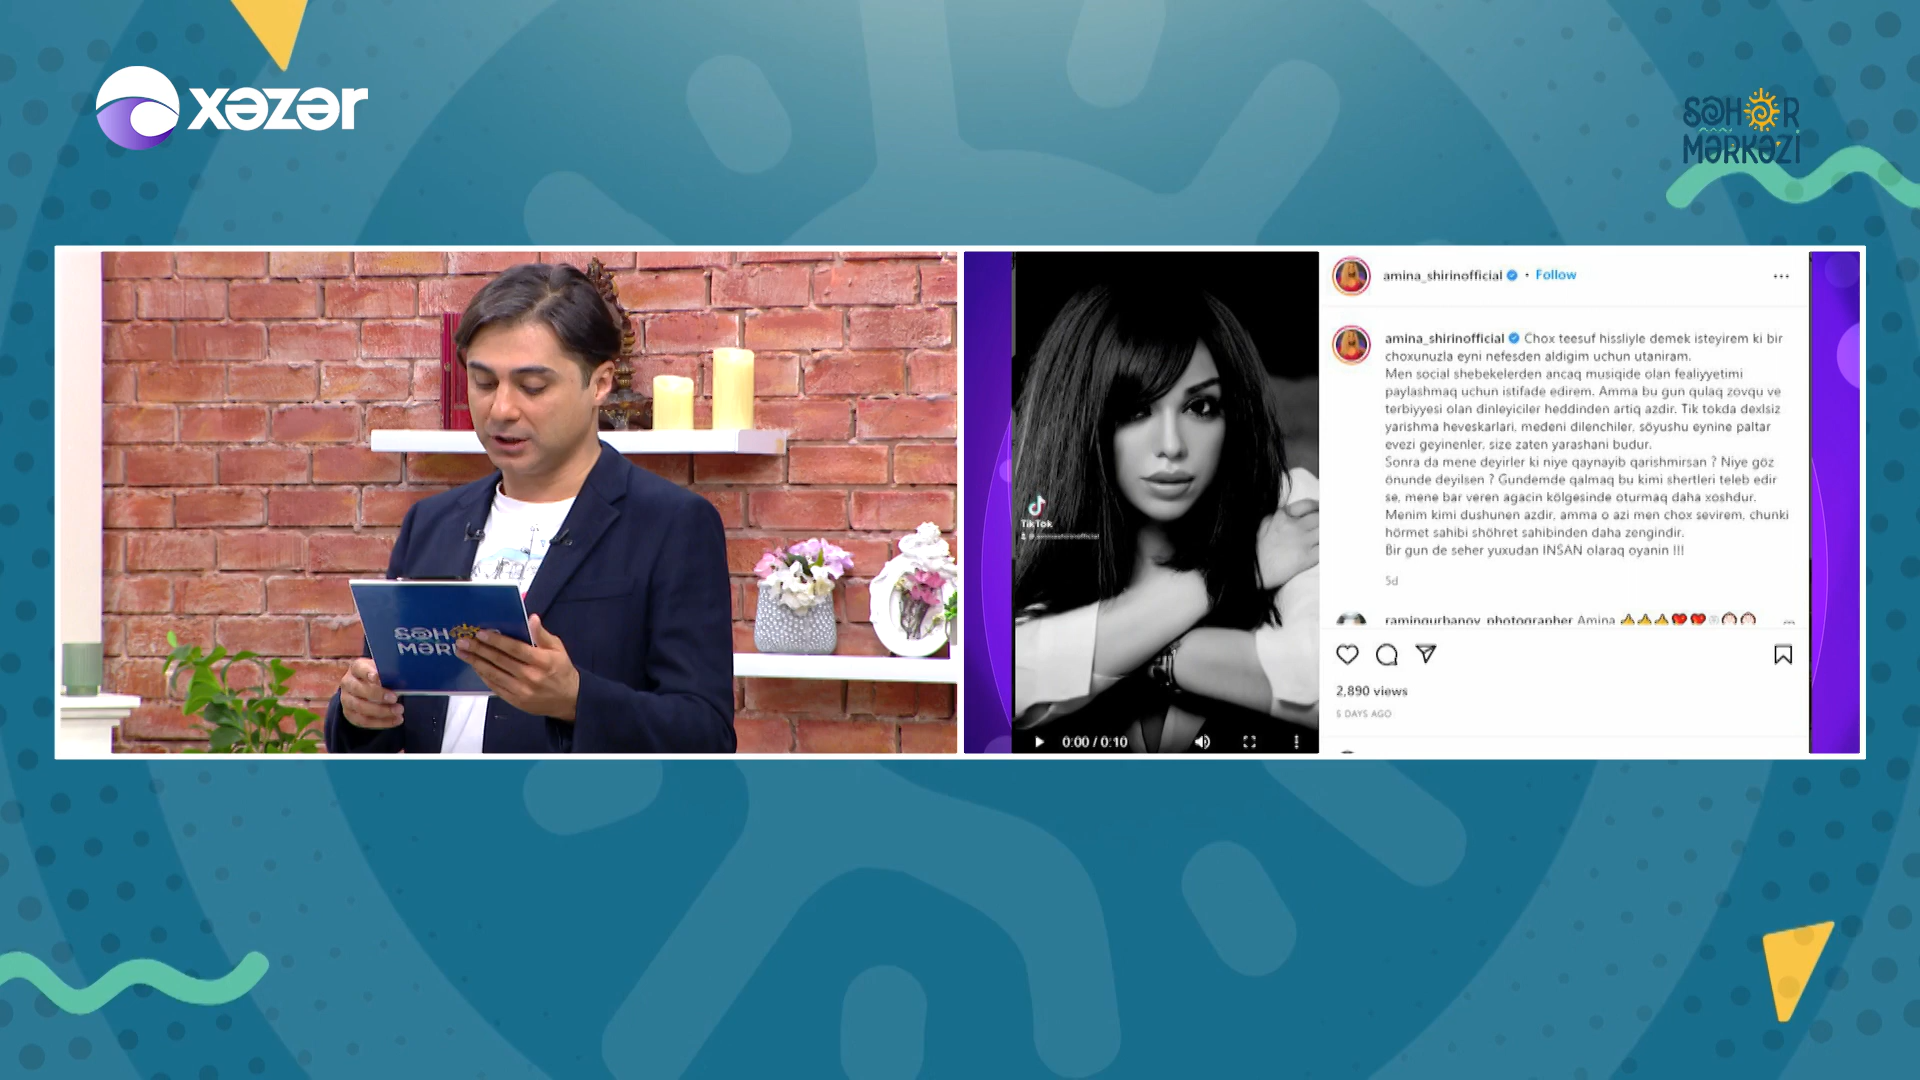 xəzər
SƏHƏR
MƏRKƏZİ
SƏHƏR
amina_shirinofficial • Follow
amina_shirinofficial Chox teesuf hissliyle demek isteyirem ki bir
choxunuzla eyni nefesden aldigim uchun utaniram.
Men social shebekelerden ancaq musiqide olan fealiyyetimi
paylashmaq uchun istifade edirem. Amma bu gun qulaq zovqu ve
terbiyyesi olan dinleyiciler heddinden artiq azdir. Tik tokda dexlsiz
yarishma heveskarlari, medeni dilenchiler, söyushu eynine paltar
evezi geyinenler, size zaten yarashani budur.
Sonra da mene deyirler ki niye qaynayib qarishmirsan ? Niye göz
önunde deyilsen ? Gundemde qalmaq bu kimi shertleri teleb edir
se, mene bar veren agacin kölgesinde oturmaq daha xoshdur.
Menim kimi dushunen azdir, amma o azi men chox sevirem, chunki
hörmet sahibi shöhret sahibinden daha zengindir.
Bir gun de seher yuxudan INSAN olaraq oyanin !!!
5d
ramingurbanov_photographer Amina
2,890 views
5 DAYS AGO
TikTok
0:00 / 0:10